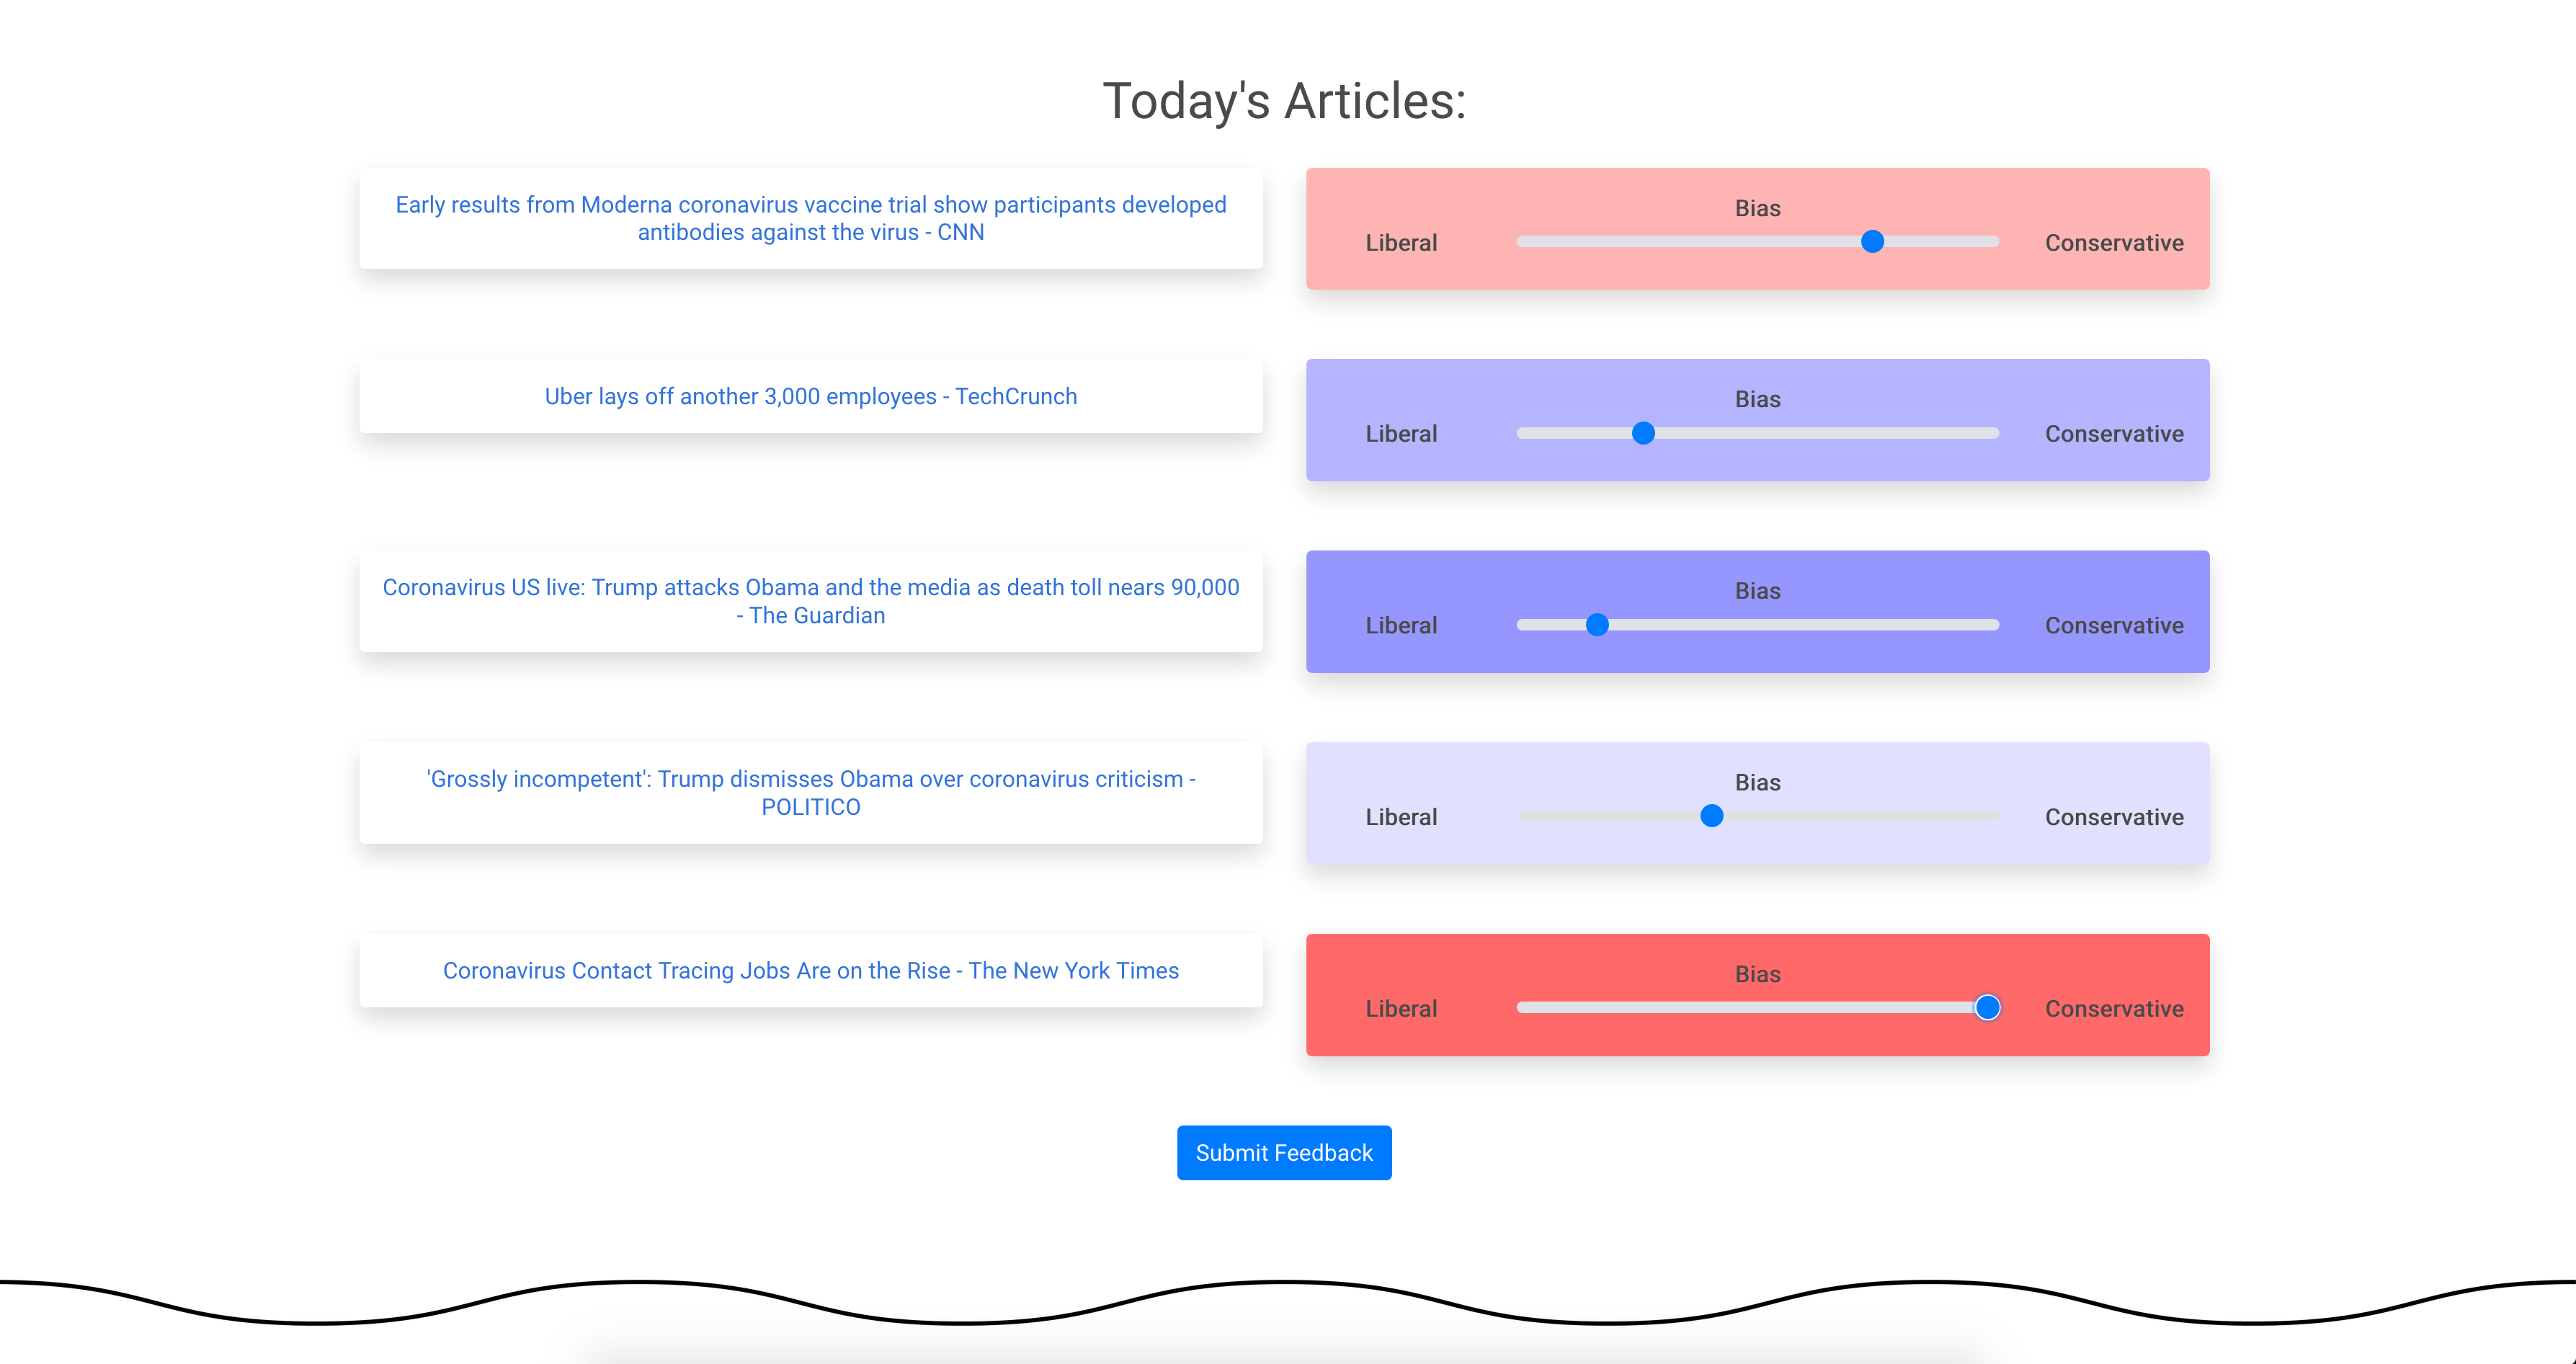 Today's Articles:
Early results from Moderna coronavirus vaccine trial show participants developed
antibodies against the virus - CNN
Bias
Liberal
Conservative
Uber lays off another 3,000 employees - TechCrunch
Bias
Liberal
Conservative
Coronavirus US live: Trump attacks Obama and the media as death toll nears 90,000
- The Guardian
Bias
Liberal
Conservative
'Grossly incompetent': Trump dismisses Obama over coronavirus criticism -
POLITICO
Bias
Liberal
Conservative
Coronavirus Contact Tracing Jobs Are on the Rise - The New York Times
Bias
Liberal
Conservative
Submit Feedback